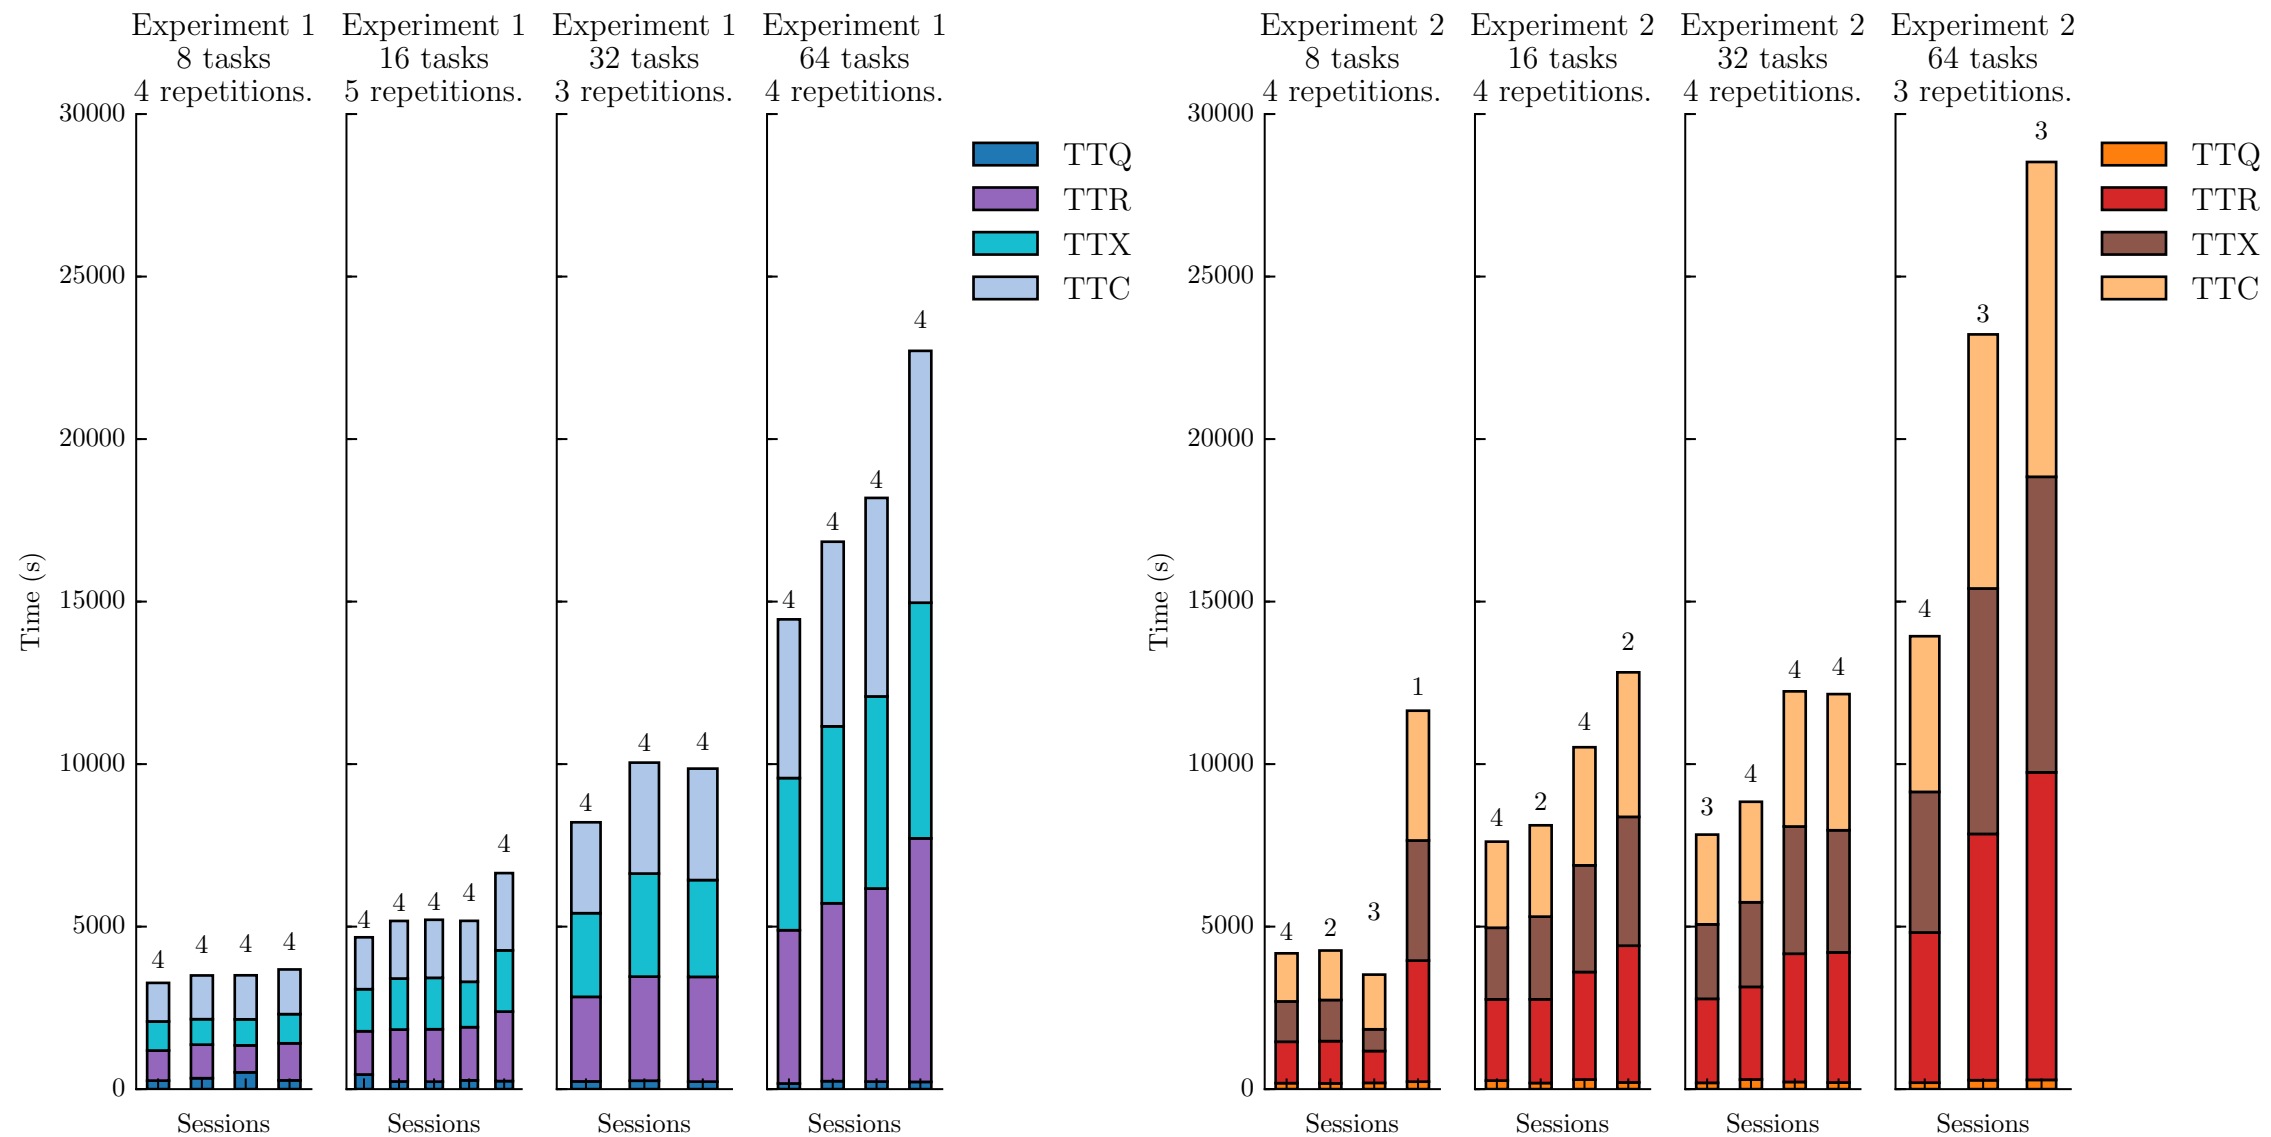 Experiment 1
8 tasks
4 repetitions.
Experiment 1
16 tasks
5 repetitions.
Experiment 1
32 tasks
3 repetitions.
Experiment 1
64 tasks
4 repetitions.
30000
25000
20000
15000
10000
5000
0
Time (s)
4 4 4 4
4 4 4 4 4
4 4 4
4 4 4 4
Sessions
Sessions
Sessions
Sessions
TTQ
TTR
TTX
TTC
Experiment 2
8 tasks
4 repetitions.
Experiment 2
16 tasks
4 repetitions.
Experiment 2
32 tasks
4 repetitions.
Experiment 2
64 tasks
3 repetitions.
30000
25000
20000
15000
10000
5000
0
Time (s)
4 2 3 1
4 2 4 2
3 4 4 4
4 3 3
Sessions
Sessions
Sessions
Sessions
TTQ
TTR
TTX
TTC